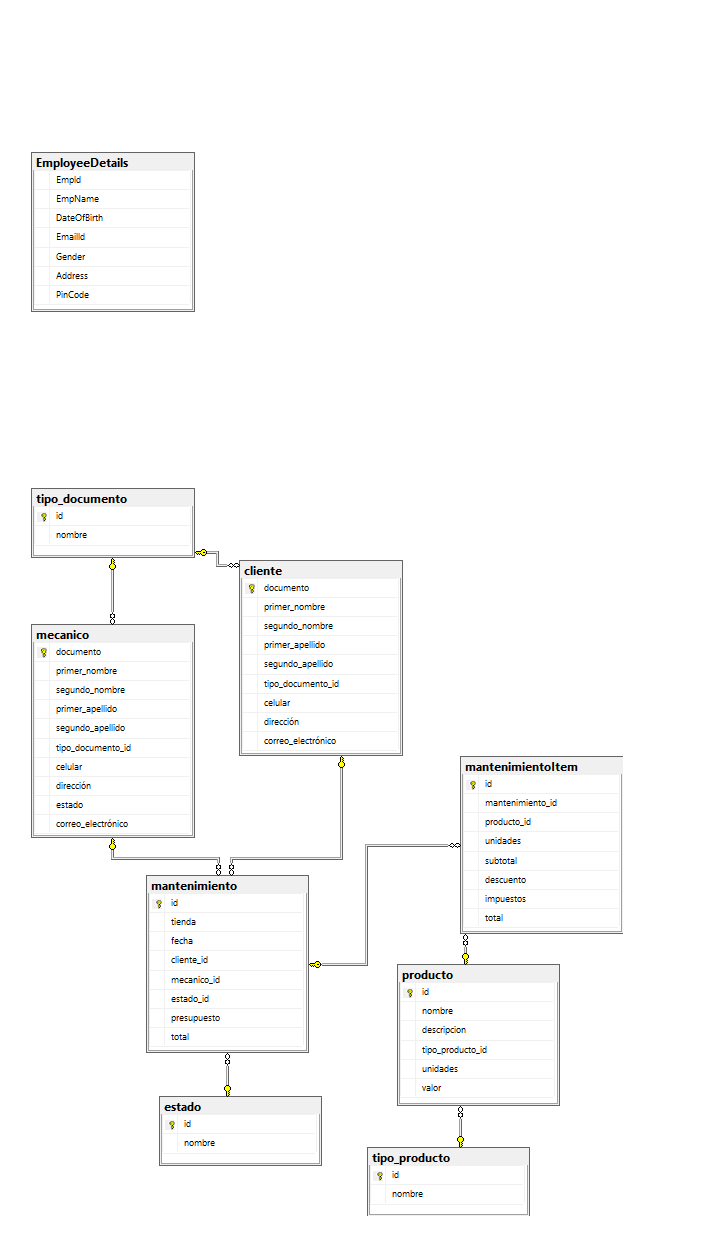 EmployeeDetails
EmpId
EmpName
DateOfBirth
EmailId
Gender
Address
PinCode
tipo_documento
id
nombre
cliente
documento
primer_nombre
segundo_nombre
primer_apellido
segundo_apellido
tipo_documento_id
celular
dirección
correo_electrónico
mecanico
documento
primer_nombre
segundo_nombre
primer_apellido
segundo_apellido
tipo_documento_id
celular
dirección
estado
correo_electrónico
mantenimientoItem
id
mantenimiento_id
producto_id
unidades
subtotal
descuento
impuestos
total
mantenimiento
id
tienda
fecha
cliente_id
mecanico_id
estado_id
presupuesto
total
producto
id
nombre
descripcion
tipo_producto_id
unidades
valor
estado
id
nombre
tipo_producto
id
nombre